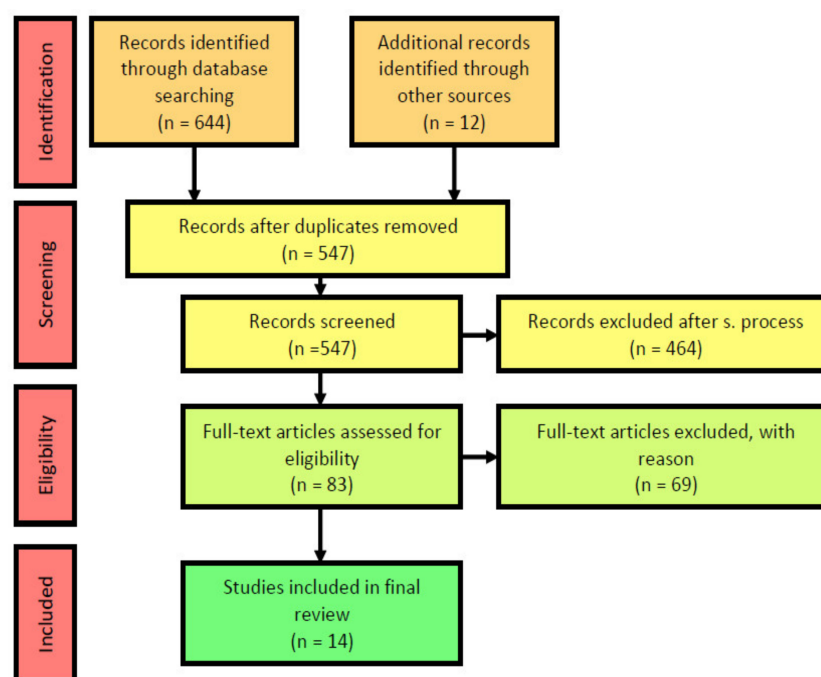 Identification
Records identified
through database
searching
(n = 644)
Additional records
identified through
other sources
(n = 12)
Screening
Records after duplicates removed
(n = 547)
Records screened
(n =547)
Records excluded after s. process
(n = 464)
Eligibility
Full-text articles assessed for
eligibility
(n = 83)
Full-text articles excluded, with
reason
(n = 69)
Included
Studies included in final
review
(n = 14)